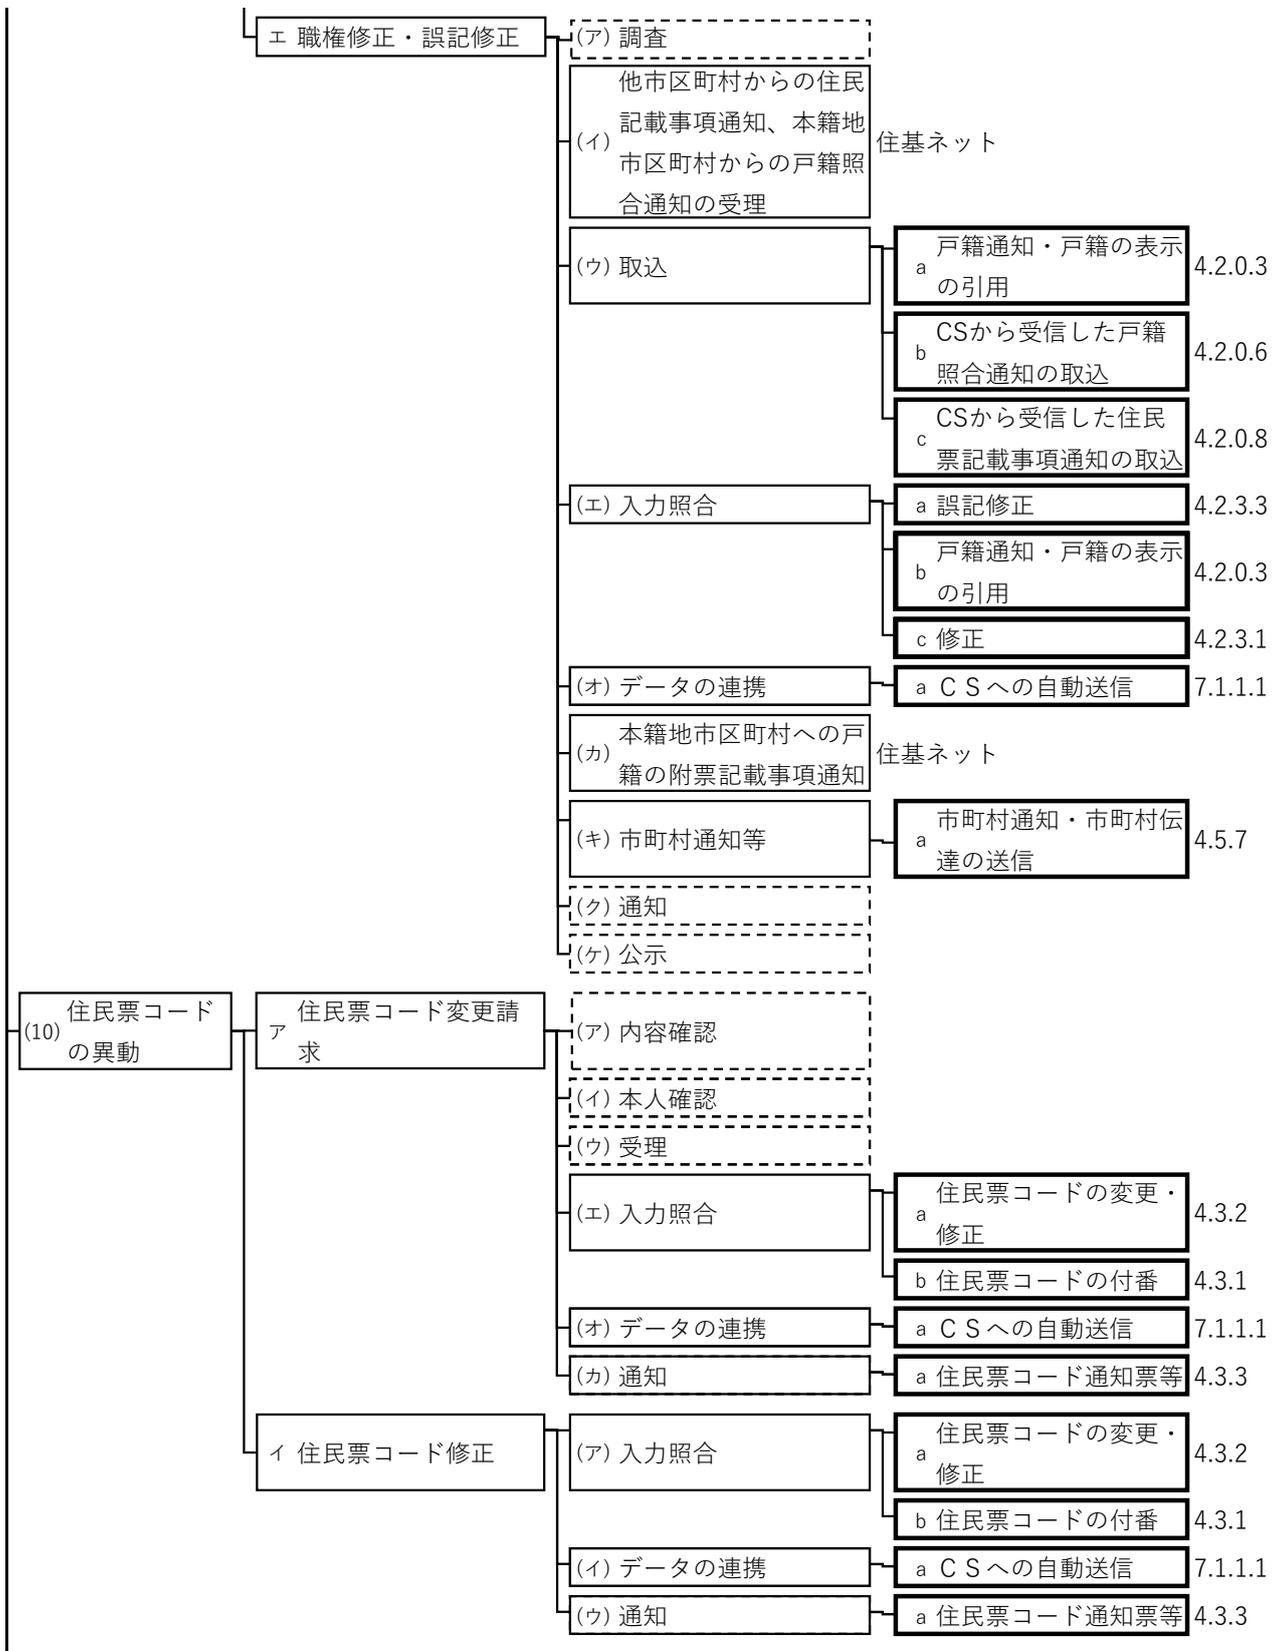 エ 職権修正・誤記修正
(ア) 調査
(イ) 他市区町村からの住民
記載事項通知、本籍地
市区町村からの戸籍照
合通知の受理
住基ネット
(ウ) 取込
a 戸籍通知・戸籍の表示
の引用
4.2.0.3
b CSから受信した戸籍
照合通知の取込
4.2.0.6
c CSから受信した住民
票記載事項通知の取込
4.2.0.8
(エ) 入力照合
a 誤記修正 4.2.3.3
b 戸籍通知・戸籍の表示
の引用
4.2.0.3
c 修正 4.2.3.1
(オ) データの連携
a ＣＳへの自動送信 7.1.1.1
(カ) 本籍地市区町村への戸
籍の附票記載事項通知
住基ネット
(キ) 市町村通知等
a 市町村通知・市町村伝
達の送信
4.5.7
(ク) 通知
(ケ) 公示
(10) 住民票コード
の異動
ア 住民票コード変更請
求
(ア) 内容確認
(イ) 本人確認
(ウ) 受理
(エ) 入力照合
a 住民票コードの変更・
修正
4.3.2
b 住民票コードの付番 4.3.1
(オ) データの連携
a ＣＳへの自動送信 7.1.1.1
(カ) 通知
a 住民票コード通知票等 4.3.3
イ 住民票コード修正
(ア) 入力照合
a 住民票コードの変更・
修正
4.3.2
b 住民票コードの付番 4.3.1
(イ) データの連携
a ＣＳへの自動送信 7.1.1.1
(ウ) 通知
a 住民票コード通知票等 4.3.3